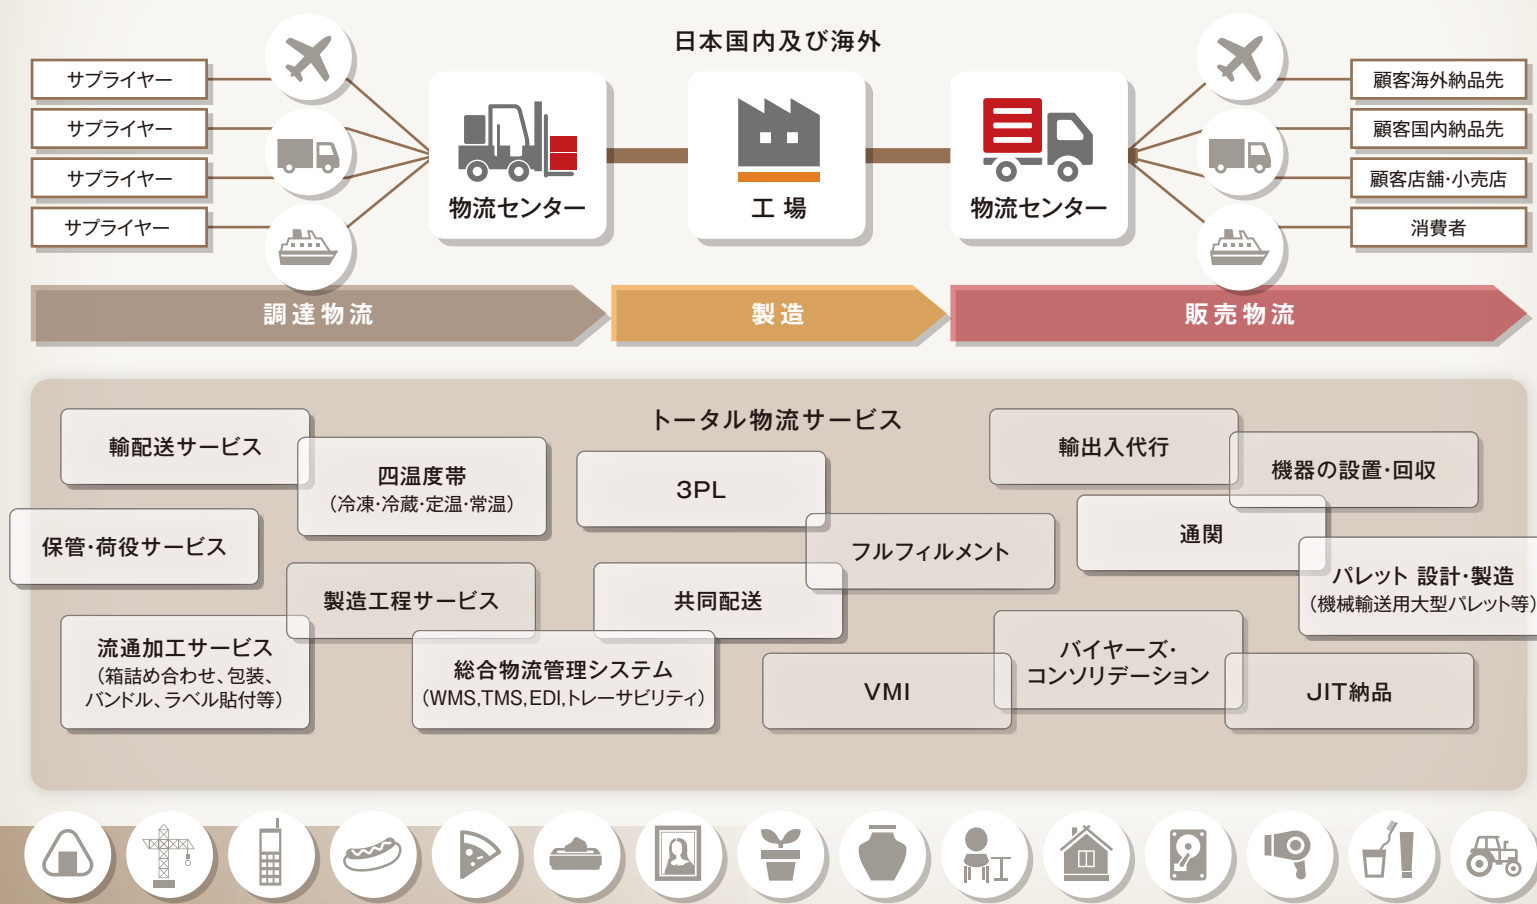 日本国内及び海外
サプライヤー
サプライヤー
サプライヤー
サプライヤー
物流センター
工場
物流センター
顧客海外納品先
顧客国内納品先
顧客店舗・小売店
消費者
調達物流
製造
販売物流
トータル物流サービス
輸配送サービス
四温度帯
（冷凍・冷蔵・定温・常温）
保管・荷役サービス
製造工程サービス
流通加工サービス
（箱詰め合わせ、包装、
バンドル、ラベル貼付等）
3PL
フルフィルメント
共同配送
総合物流管理システム
（WMS,TMS,EDI,トレーサビリティ）
VMI
輸出入代行
機器の設置・回収
通関
パレット 設計・製造
（機械輸送用大型パレット等）
バイヤーズ・
コンソリデーション
JIT納品